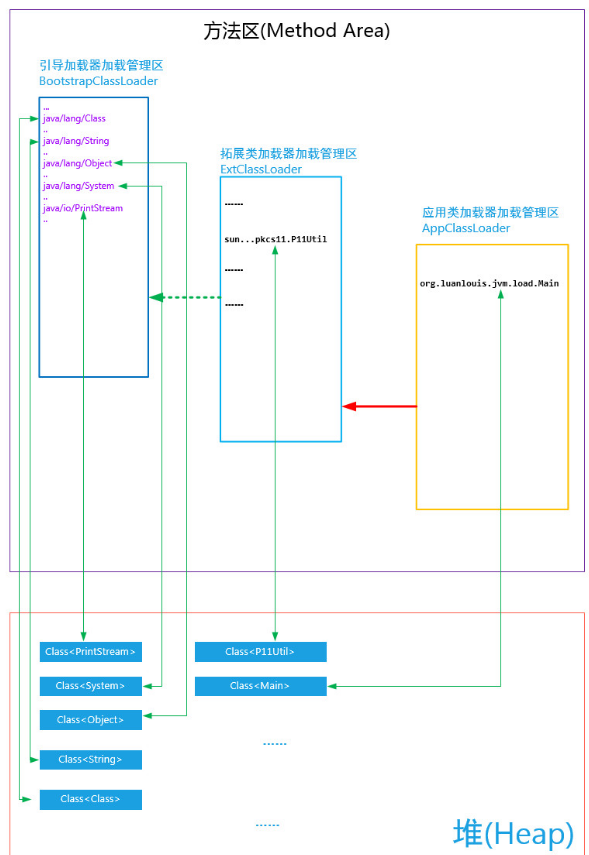 方法区(Method Area)
引导加载器加载管理区
BootstrapClassLoader
...
java/lang/Class
..
java/lang/String
..
java/lang/Object
..
java/lang/System
..
java/io/PrintStream
..
拓展类加载器加载管理区
ExtClassLoader
......
sun...pkcs11.P11Util
......
......
应用类加载器加载管理区
AppClassLoader
org.luanlouis.jvm.load.Main
Class<PrintStream>
Class<P11Util>
Class<System>
Class<Main>
Class<Object>
......
Class<String>
Class<Class>
......
堆(Heap)